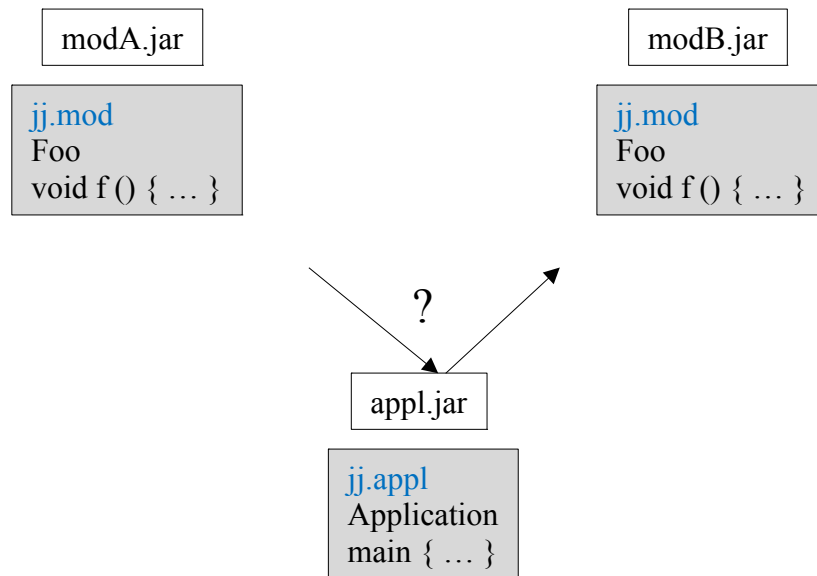 modA.jar
modB.jar
jj.mod
Foo
void f () { … }
jj.mod
Foo
void f () { … }
?
appl.jar
jj.appl
Application
main { … }